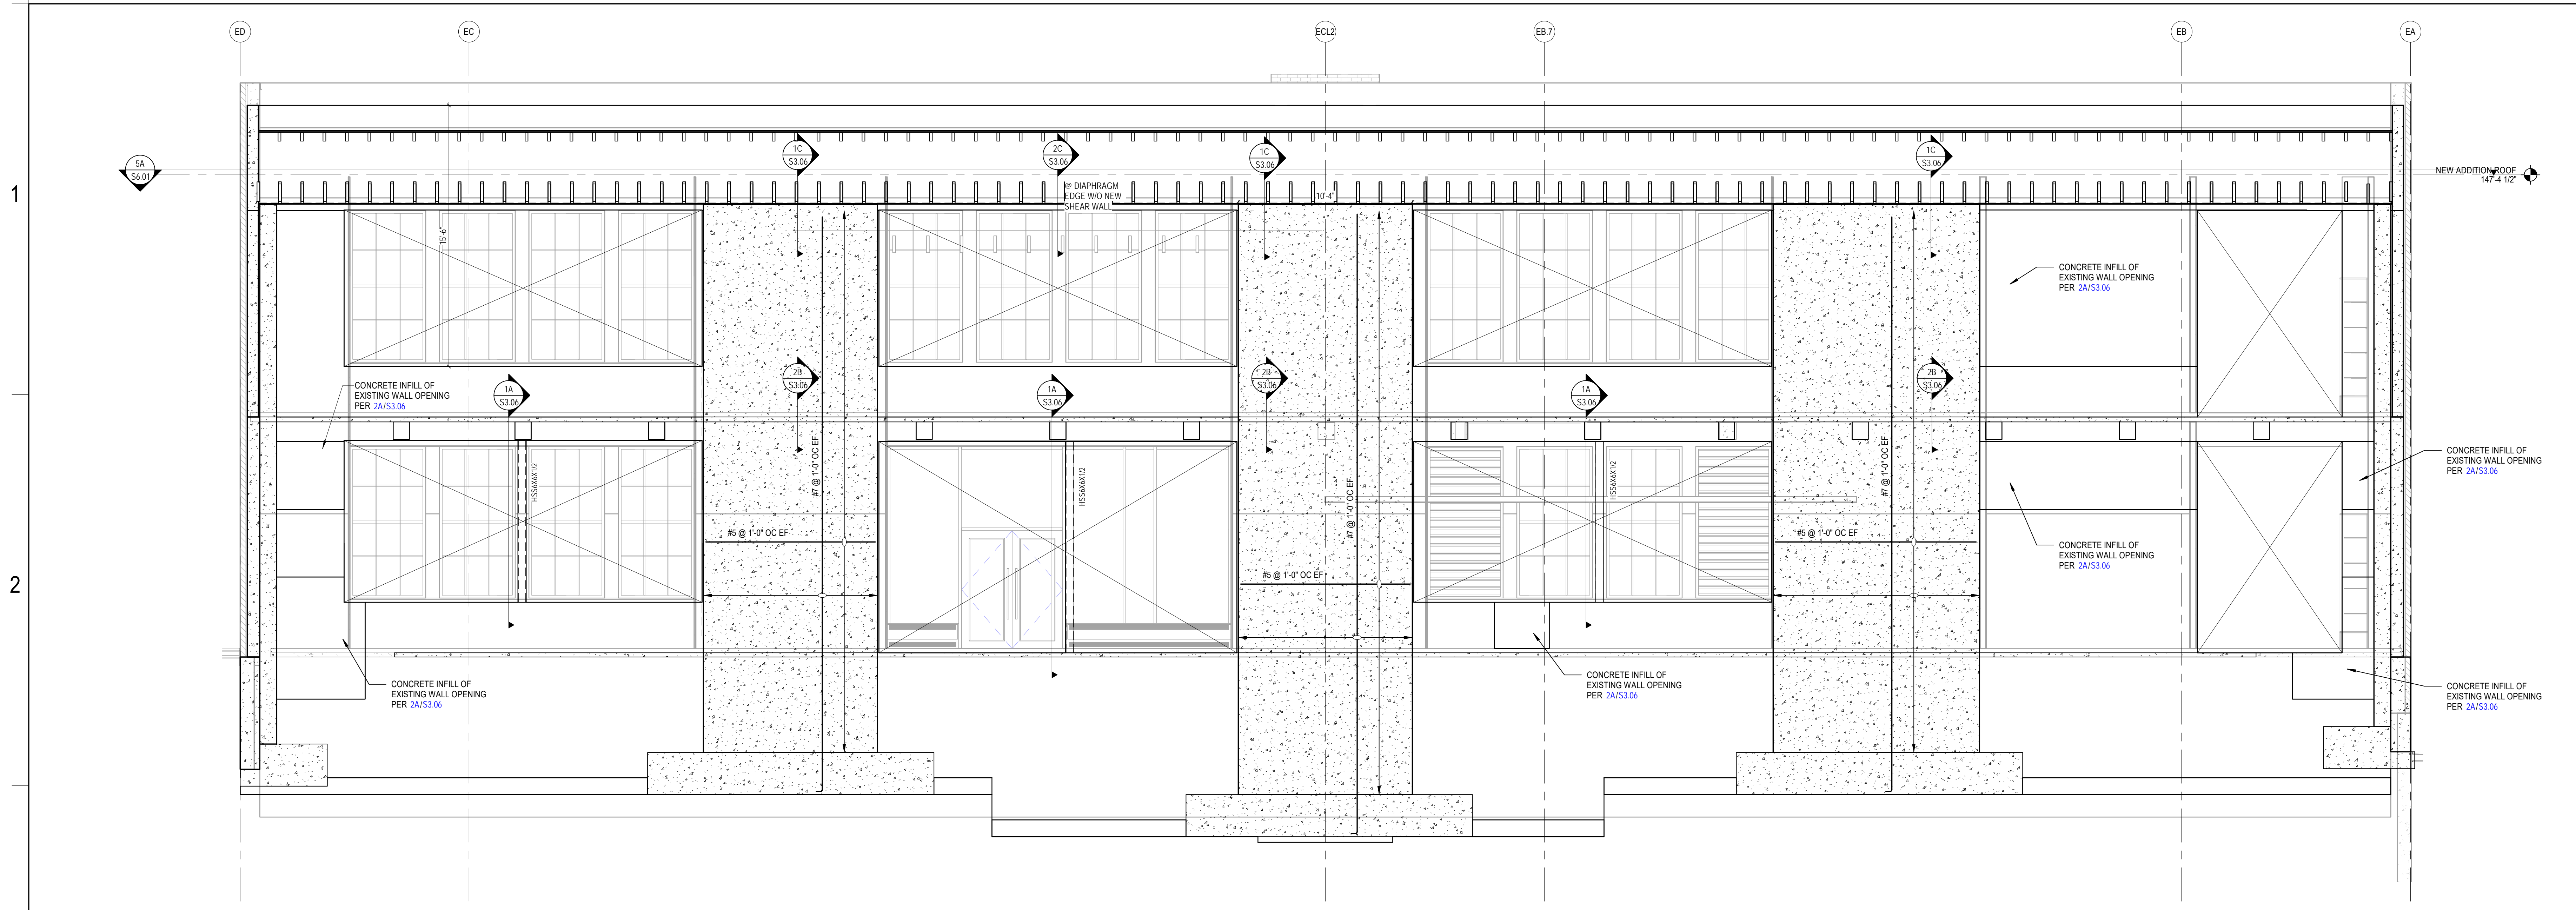 ED
EC
ECL2
EB.7
EB
EA
1
2
5A
S6.01
1C
S3.06
2C
S3.06
1C
S3.06
1C
S3.06
NEW ADDITION ROOF
147'-4 1/2"
@ DIAPHRAGM
EDGE W/O NEW
SHEAR WALL
10'-4"
15'-6"
CONCRETE INFILL OF
EXISTING WALL OPENING
PER 2A/S3.06
CONCRETE INFILL OF
EXISTING WALL OPENING
PER 2A/S3.06
1A
S3.06
2B
S3.06
1A
S3.06
2B
S3.06
1A
S3.06
2B
S3.06
HSS6X6X1/2
#7 @ 1'-0" OC EF
HSS6X6X1/2
#7 @ 1'-0" OC EF
HSS6X6X1/2
#7 @ 1'-0" OC EF
CONCRETE INFILL OF
EXISTING WALL OPENING
PER 2A/S3.06
#5 @ 1'-0" OC EF
#5 @ 1'-0" OC EF
#5 @ 1'-0" OC EF
CONCRETE INFILL OF
EXISTING WALL OPENING
PER 2A/S3.06
CONCRETE INFILL OF
EXISTING WALL OPENING
PER 2A/S3.06
CONCRETE INFILL OF
EXISTING WALL OPENING
PER 2A/S3.06
CONCRETE INFILL OF
EXISTING WALL OPENING
PER 2A/S3.06